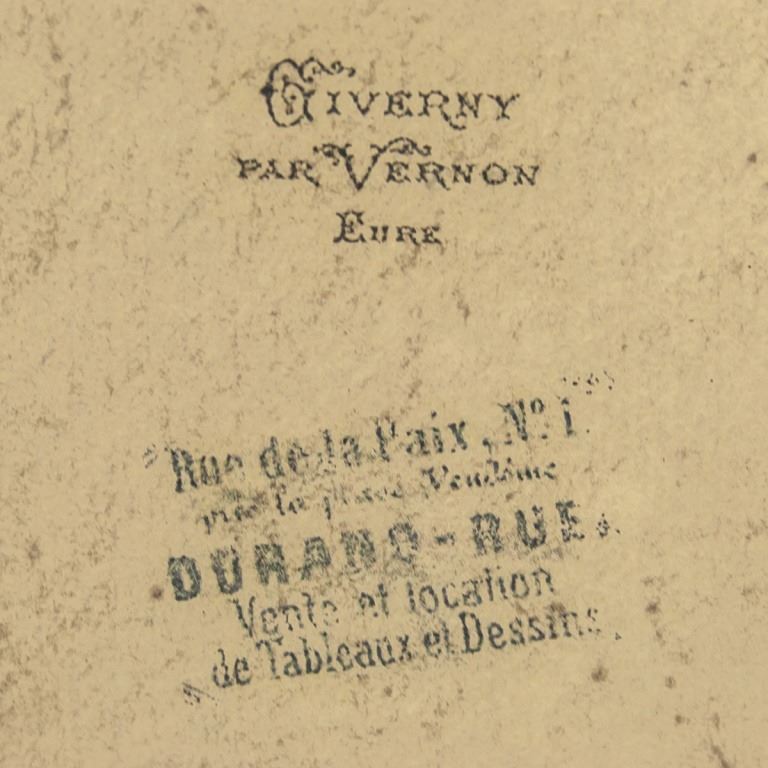 GIVERNY
PAR VERNON
EURE
Rue de la Paix, Nº 1.
près la place Vendôme
DURAND-RUEL
Vente et location
de Tableaux et Dessins.